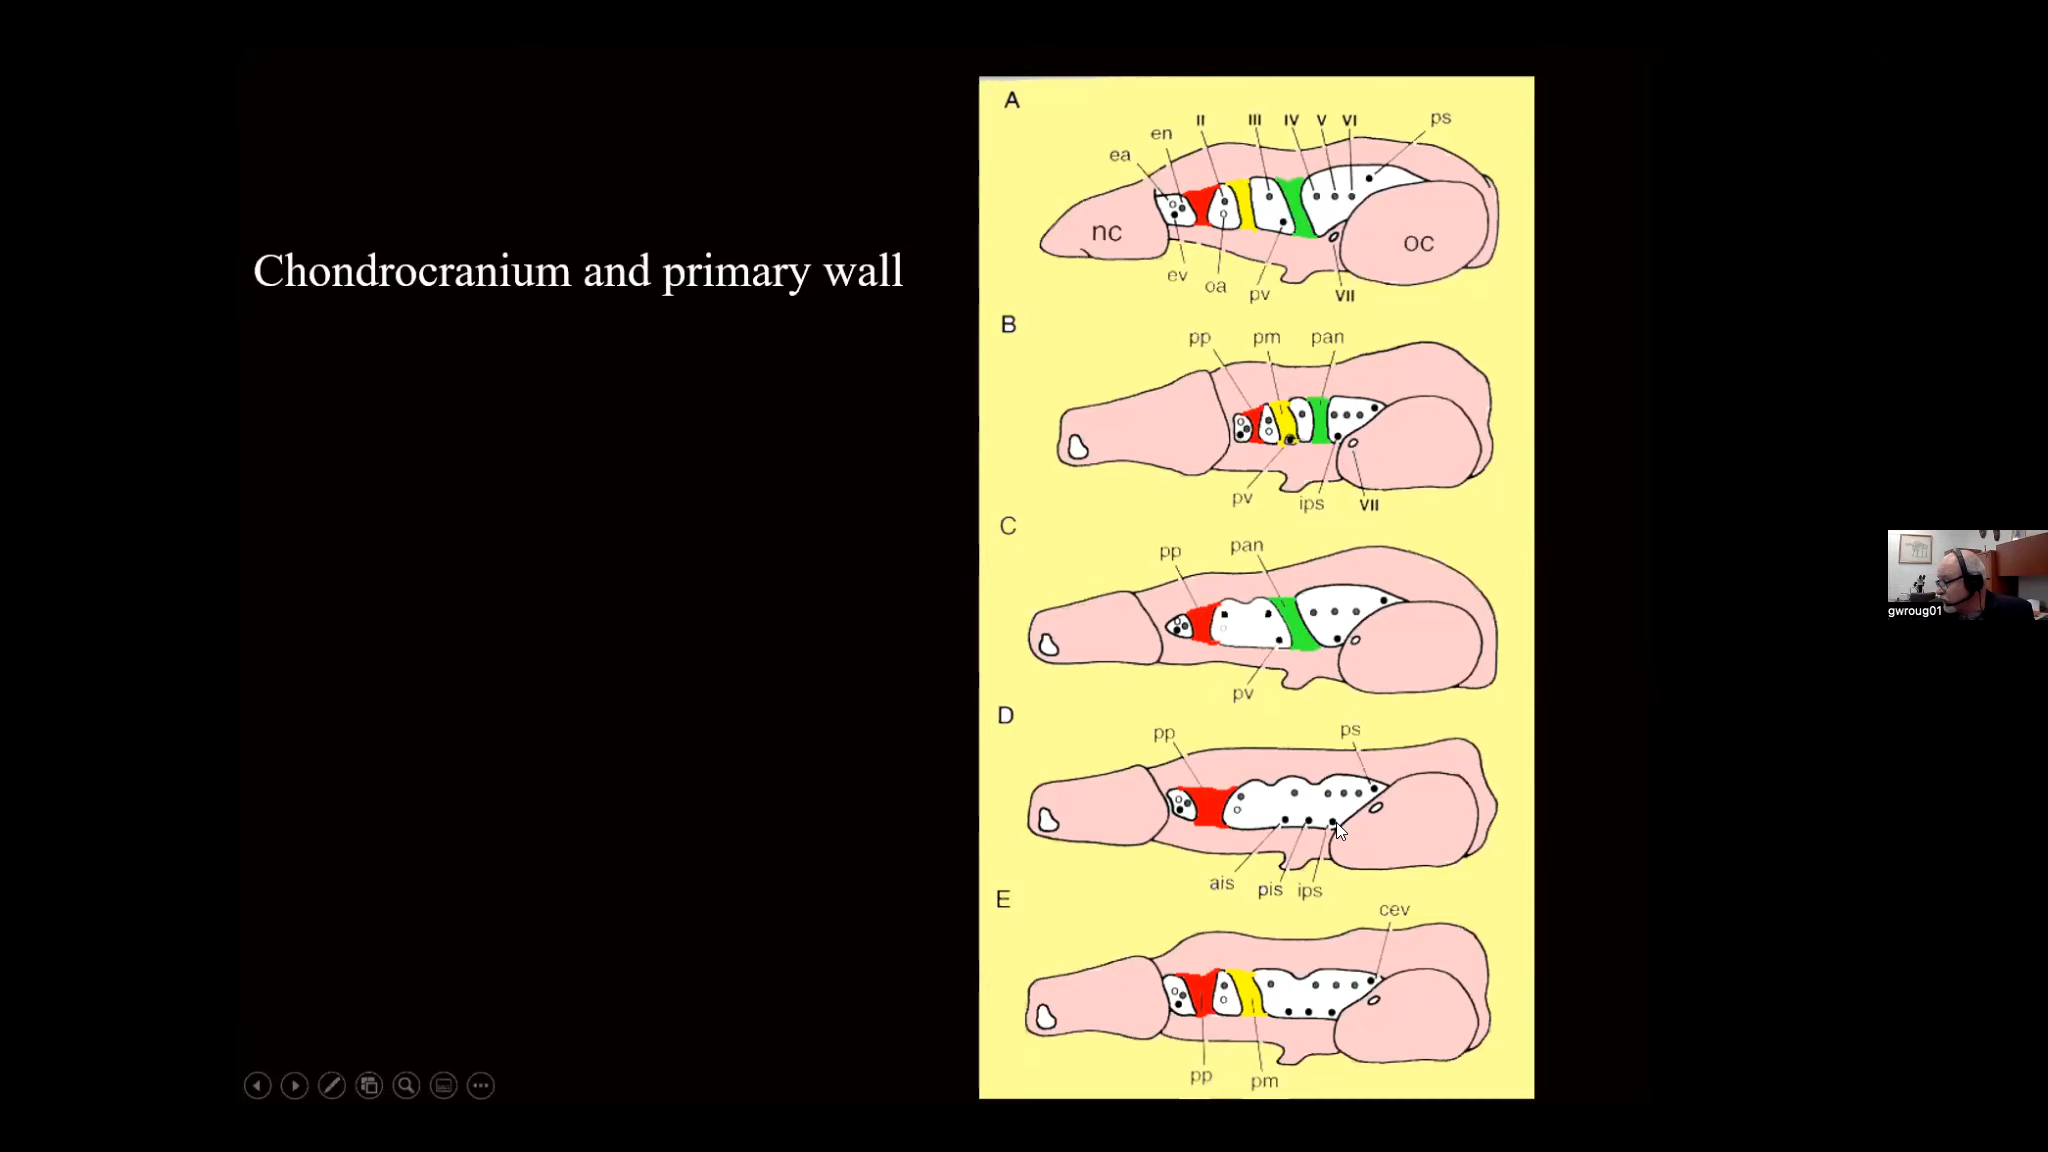 Chondrocranium and primary wall
A
II III IV V VI ps
en
ea
nc
oc
ev oa pv VII
B
pp pm pan
pv ips VII
C
pp pan
pv
D
pp ps
ais pis ips
E
cev
pp pm
gwroug01